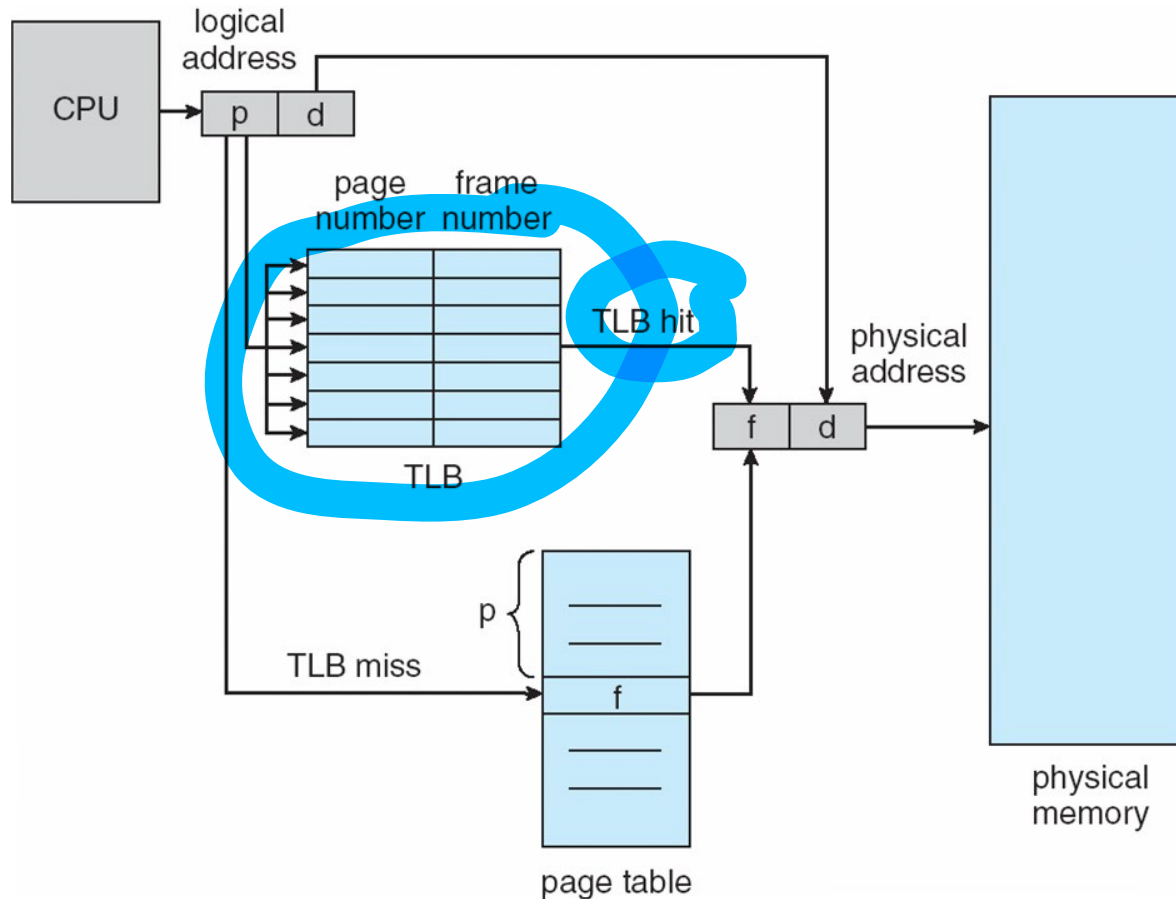 logical
address
CPU
p
d
page
number
frame
number
TLB hit
physical
address
f
d
TLB
p
TLB miss
f
page table
physical
memory